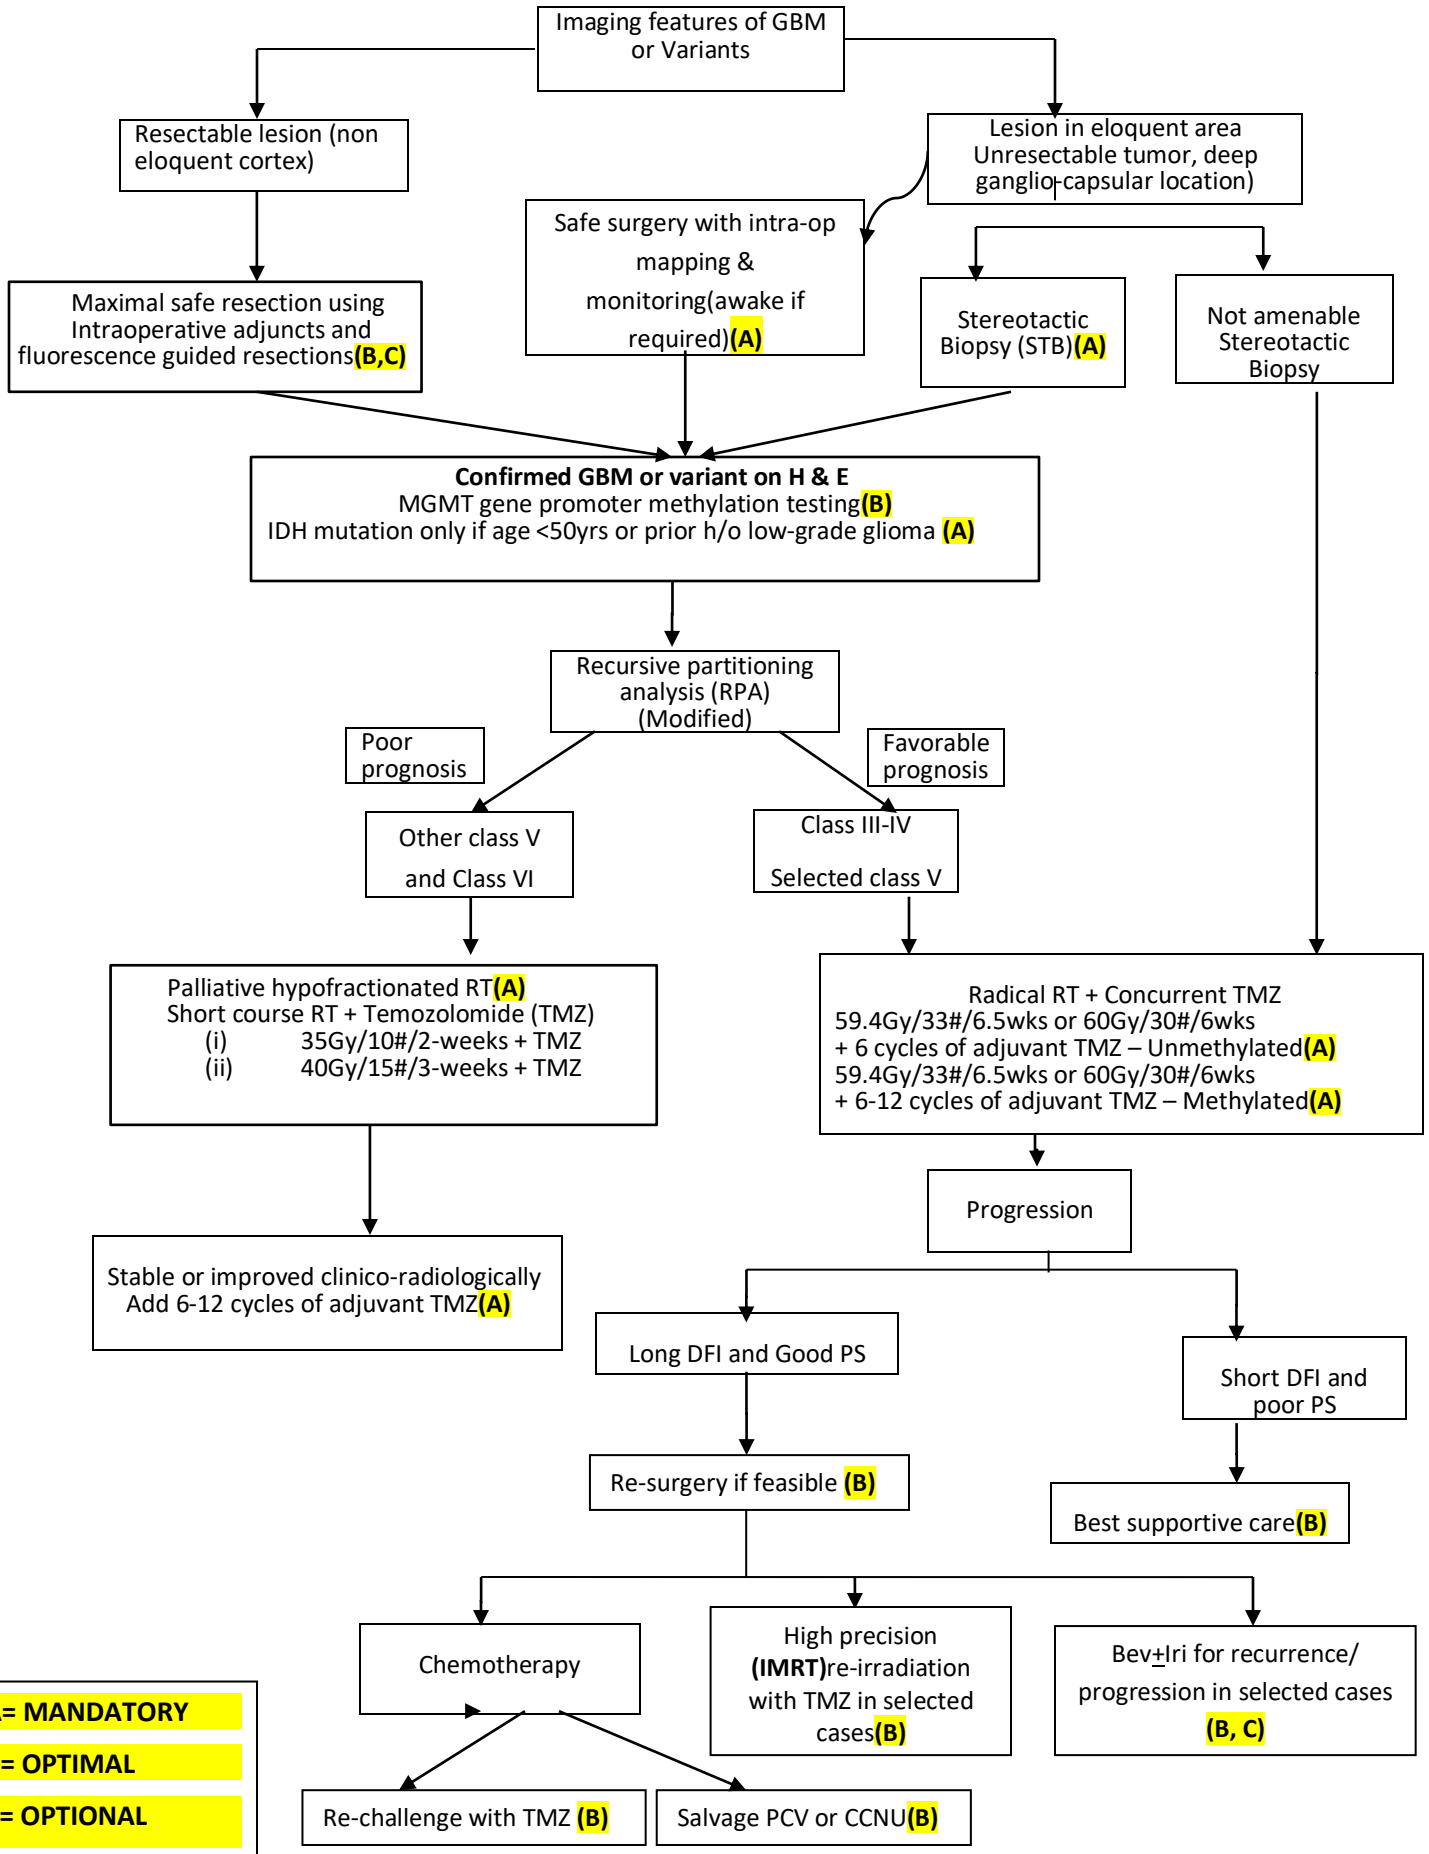 Imaging features of GBM
or Variants
Resectable lesion (non
eloquent cortex)
Lesion in eloquent area
Unresectable tumor, deep
ganglio-capsular location)
Safe surgery with intra-op
mapping &
monitoring(awake if
required)(A)
Maximal safe resection using
Intraoperative adjuncts and
fluorescence guided resections(B,C)
Stereotactic
Biopsy (STB)(A)
Not amenable
Stereotactic
Biopsy
Confirmed GBM or variant on H & E
MGMT gene promoter methylation testing(B)
IDH mutation only if age <50yrs or prior h/o low-grade glioma (A)
Recursive partitioning
analysis (RPA)
(Modified)
Poor
prognosis
Favorable
prognosis
Other class V
and Class VI
Class III-IV
Selected class V
Palliative hypofractionated RT(A)
Short course RT + Temozolomide (TMZ)
(i) 35Gy/10#/2-weeks + TMZ
(ii) 40Gy/15#/3-weeks + TMZ
Radical RT + Concurrent TMZ
59.4Gy/33#/6.5wks or 60Gy/30#/6wks
+ 6 cycles of adjuvant TMZ – Unmethylated(A)
59.4Gy/33#/6.5wks or 60Gy/30#/6wks
+ 6-12 cycles of adjuvant TMZ – Methylated(A)
Progression
Stable or improved clinico-radiologically
Add 6-12 cycles of adjuvant TMZ(A)
Long DFI and Good PS
Short DFI and
poor PS
Re-surgery if feasible (B)
Best supportive care(B)
Chemotherapy
High precision
(IMRT)re-irradiation
with TMZ in selected
cases(B)
Bev+Iri for recurrence/
progression in selected cases
(B, C)
Re-challenge with TMZ (B)
Salvage PCV or CCNU(B)
= MANDATORY
= OPTIMAL
= OPTIONAL